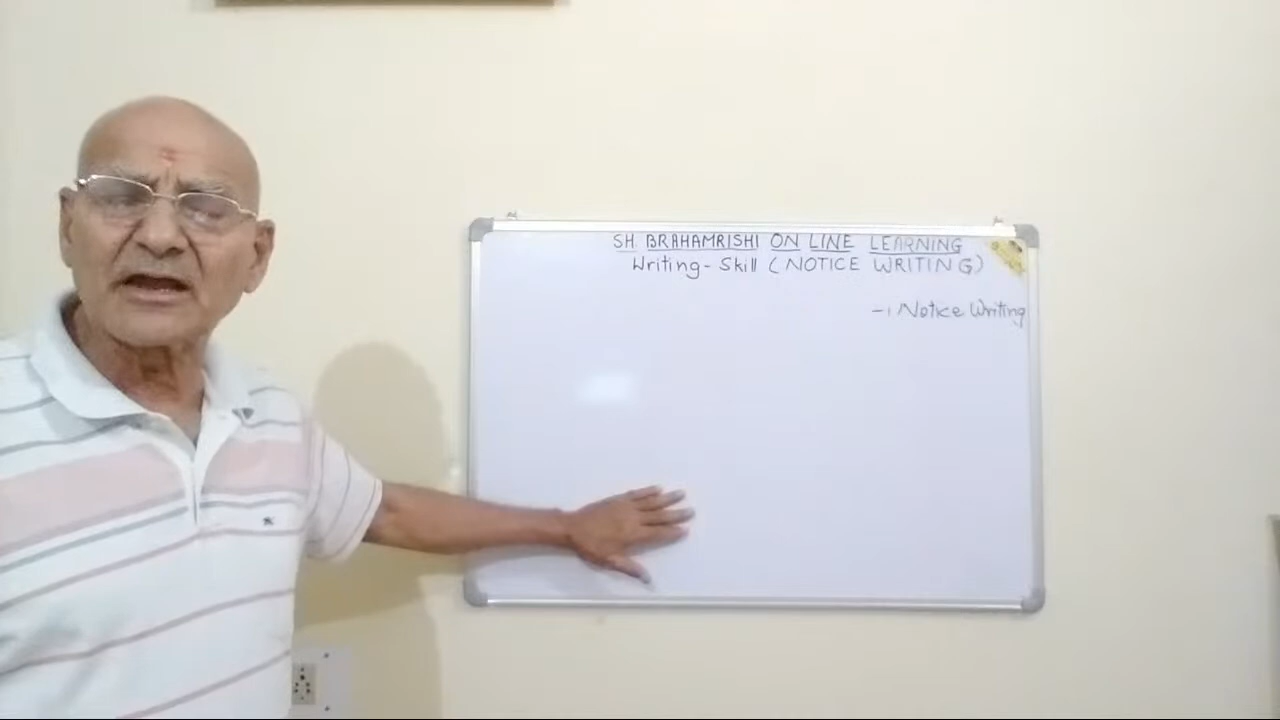 SH. BRAHAMRISHI ON LINE LEARNING
Writing-Skill (NOTICE WRITING)
-1 Notice Writing